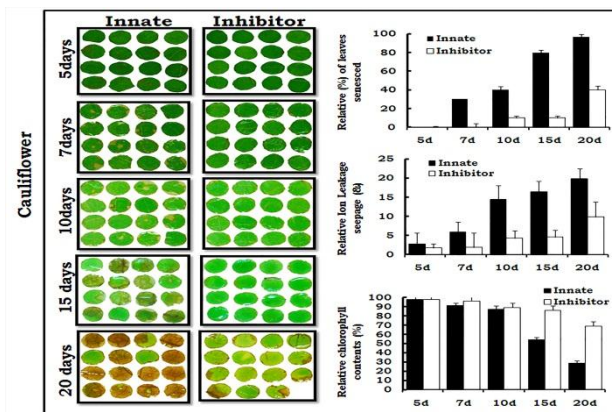 Innate Inhibitor
Cauliflower
5days
7days
10days
15 days
20 days
Relative (%) of leaves
senesced
100
80
60
40
20
0
Innate
Inhibitor
5d 7d 10d 15d 20d
Relative Ion Leakage
seepage (&)
25
20
15
10
5
0
Innate
Inhibitor
5d 7d 10d 15d 20d
Relative chlorophyll
contents (%)
100
90
80
70
60
50
40
30
20
10
0
Innate
Inhibitor
5d 7d 10d 15d 20d